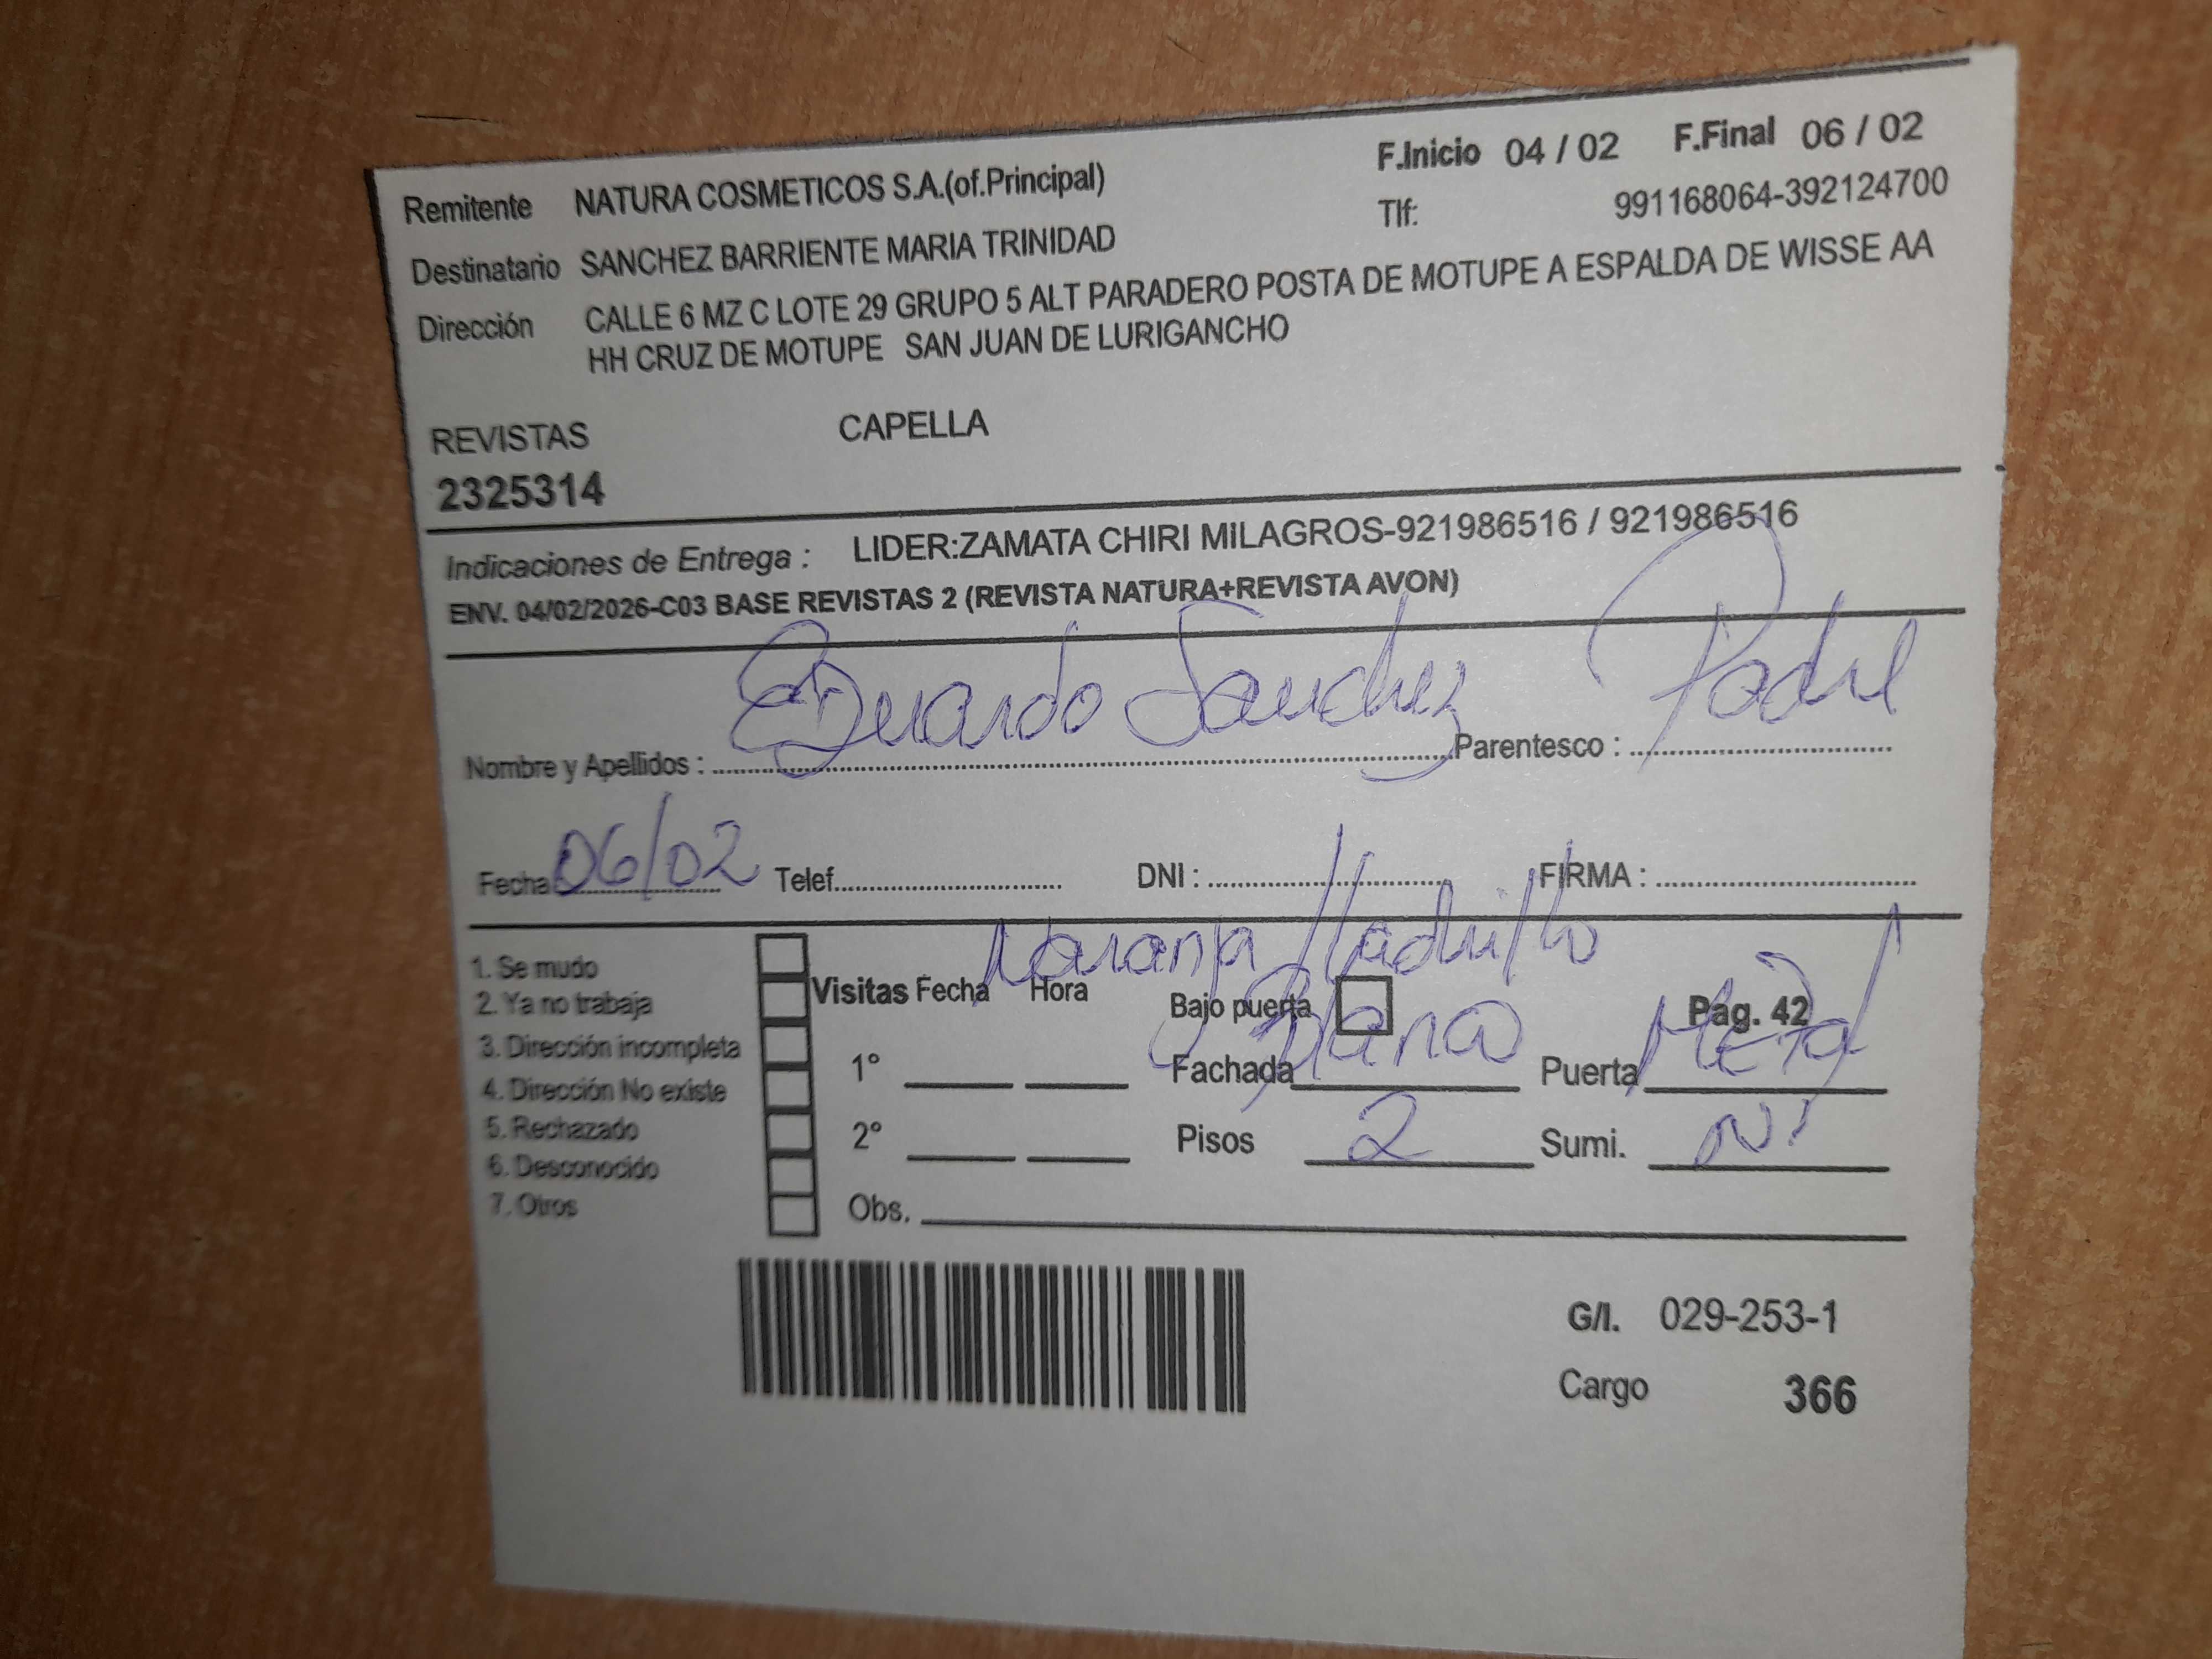 F.Inicio 04 / 02 F.Final 06 / 02
Remitente NATURA COSMETICOS S.A.(of.Principal)
Tlf: 991168064-392124700
Destinatario SANCHEZ BARRIENTE MARIA TRINIDAD
Dirección CALLE 6 MZ C LOTE 29 GRUPO 5 ALT PARADERO POSTA DE MOTUPE A ESPALDA DE WISSE AA
HH CRUZ DE MOTUPE SAN JUAN DE LURIGANCHO
REVISTAS CAPELLA
2325314
Indicaciones de Entrega : LIDER:ZAMATA CHIRI MILAGROS-921986516 / 921986516
ENV. 04/02/2026-C03 BASE REVISTAS 2 (REVISTA NATURA+REVISTA AVON)
Nombre y Apellidos : Eduardo Sanchez Parentesco : Padre
Fecha 06/02 Telef. DNI : FIRMA :
Naranja / ladrillo
1. Se mudo
2. Ya no trabaja
3. Dirección incompleta
4. Dirección No existe
5. Rechazado
6. Desconocido
7. Otros
Visitas Fecha Hora
1°
2°
Obs.
Bajo puerta Pag. 42
Fachada Puerta Metal
Pisos 2 Sumi.
G/I. 029-253-1
Cargo 366